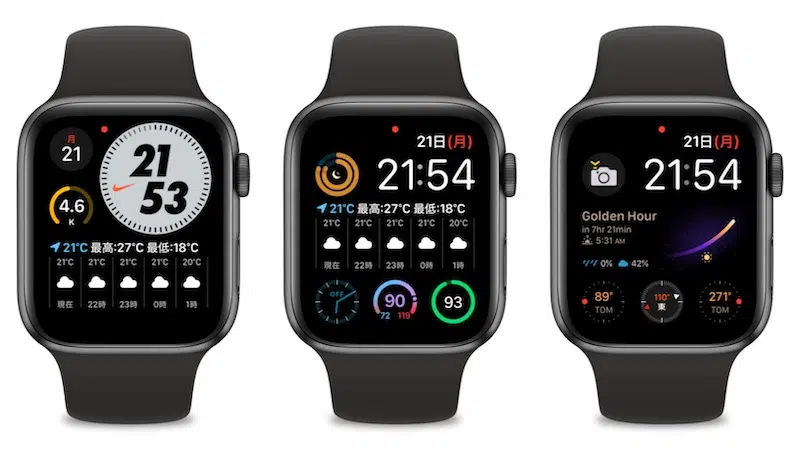 月
21
21
53
4.6
K
21°C 最高:27°C 最低:18°C
21°C 21°C 21°C 21°C 20°C
現在 22時 23時 0時 1時
21日(月)
21:54
21°C 最高:27°C 最低:18°C
21°C 21°C 21°C 21°C 20°C
現在 22時 23時 0時 1時
OFF
90
72 119
93
21日(月)
21:54
Golden Hour
in 7hr 21min
5:31 AM
0% 42%
89°
TOM
110°
東
271°
TOM